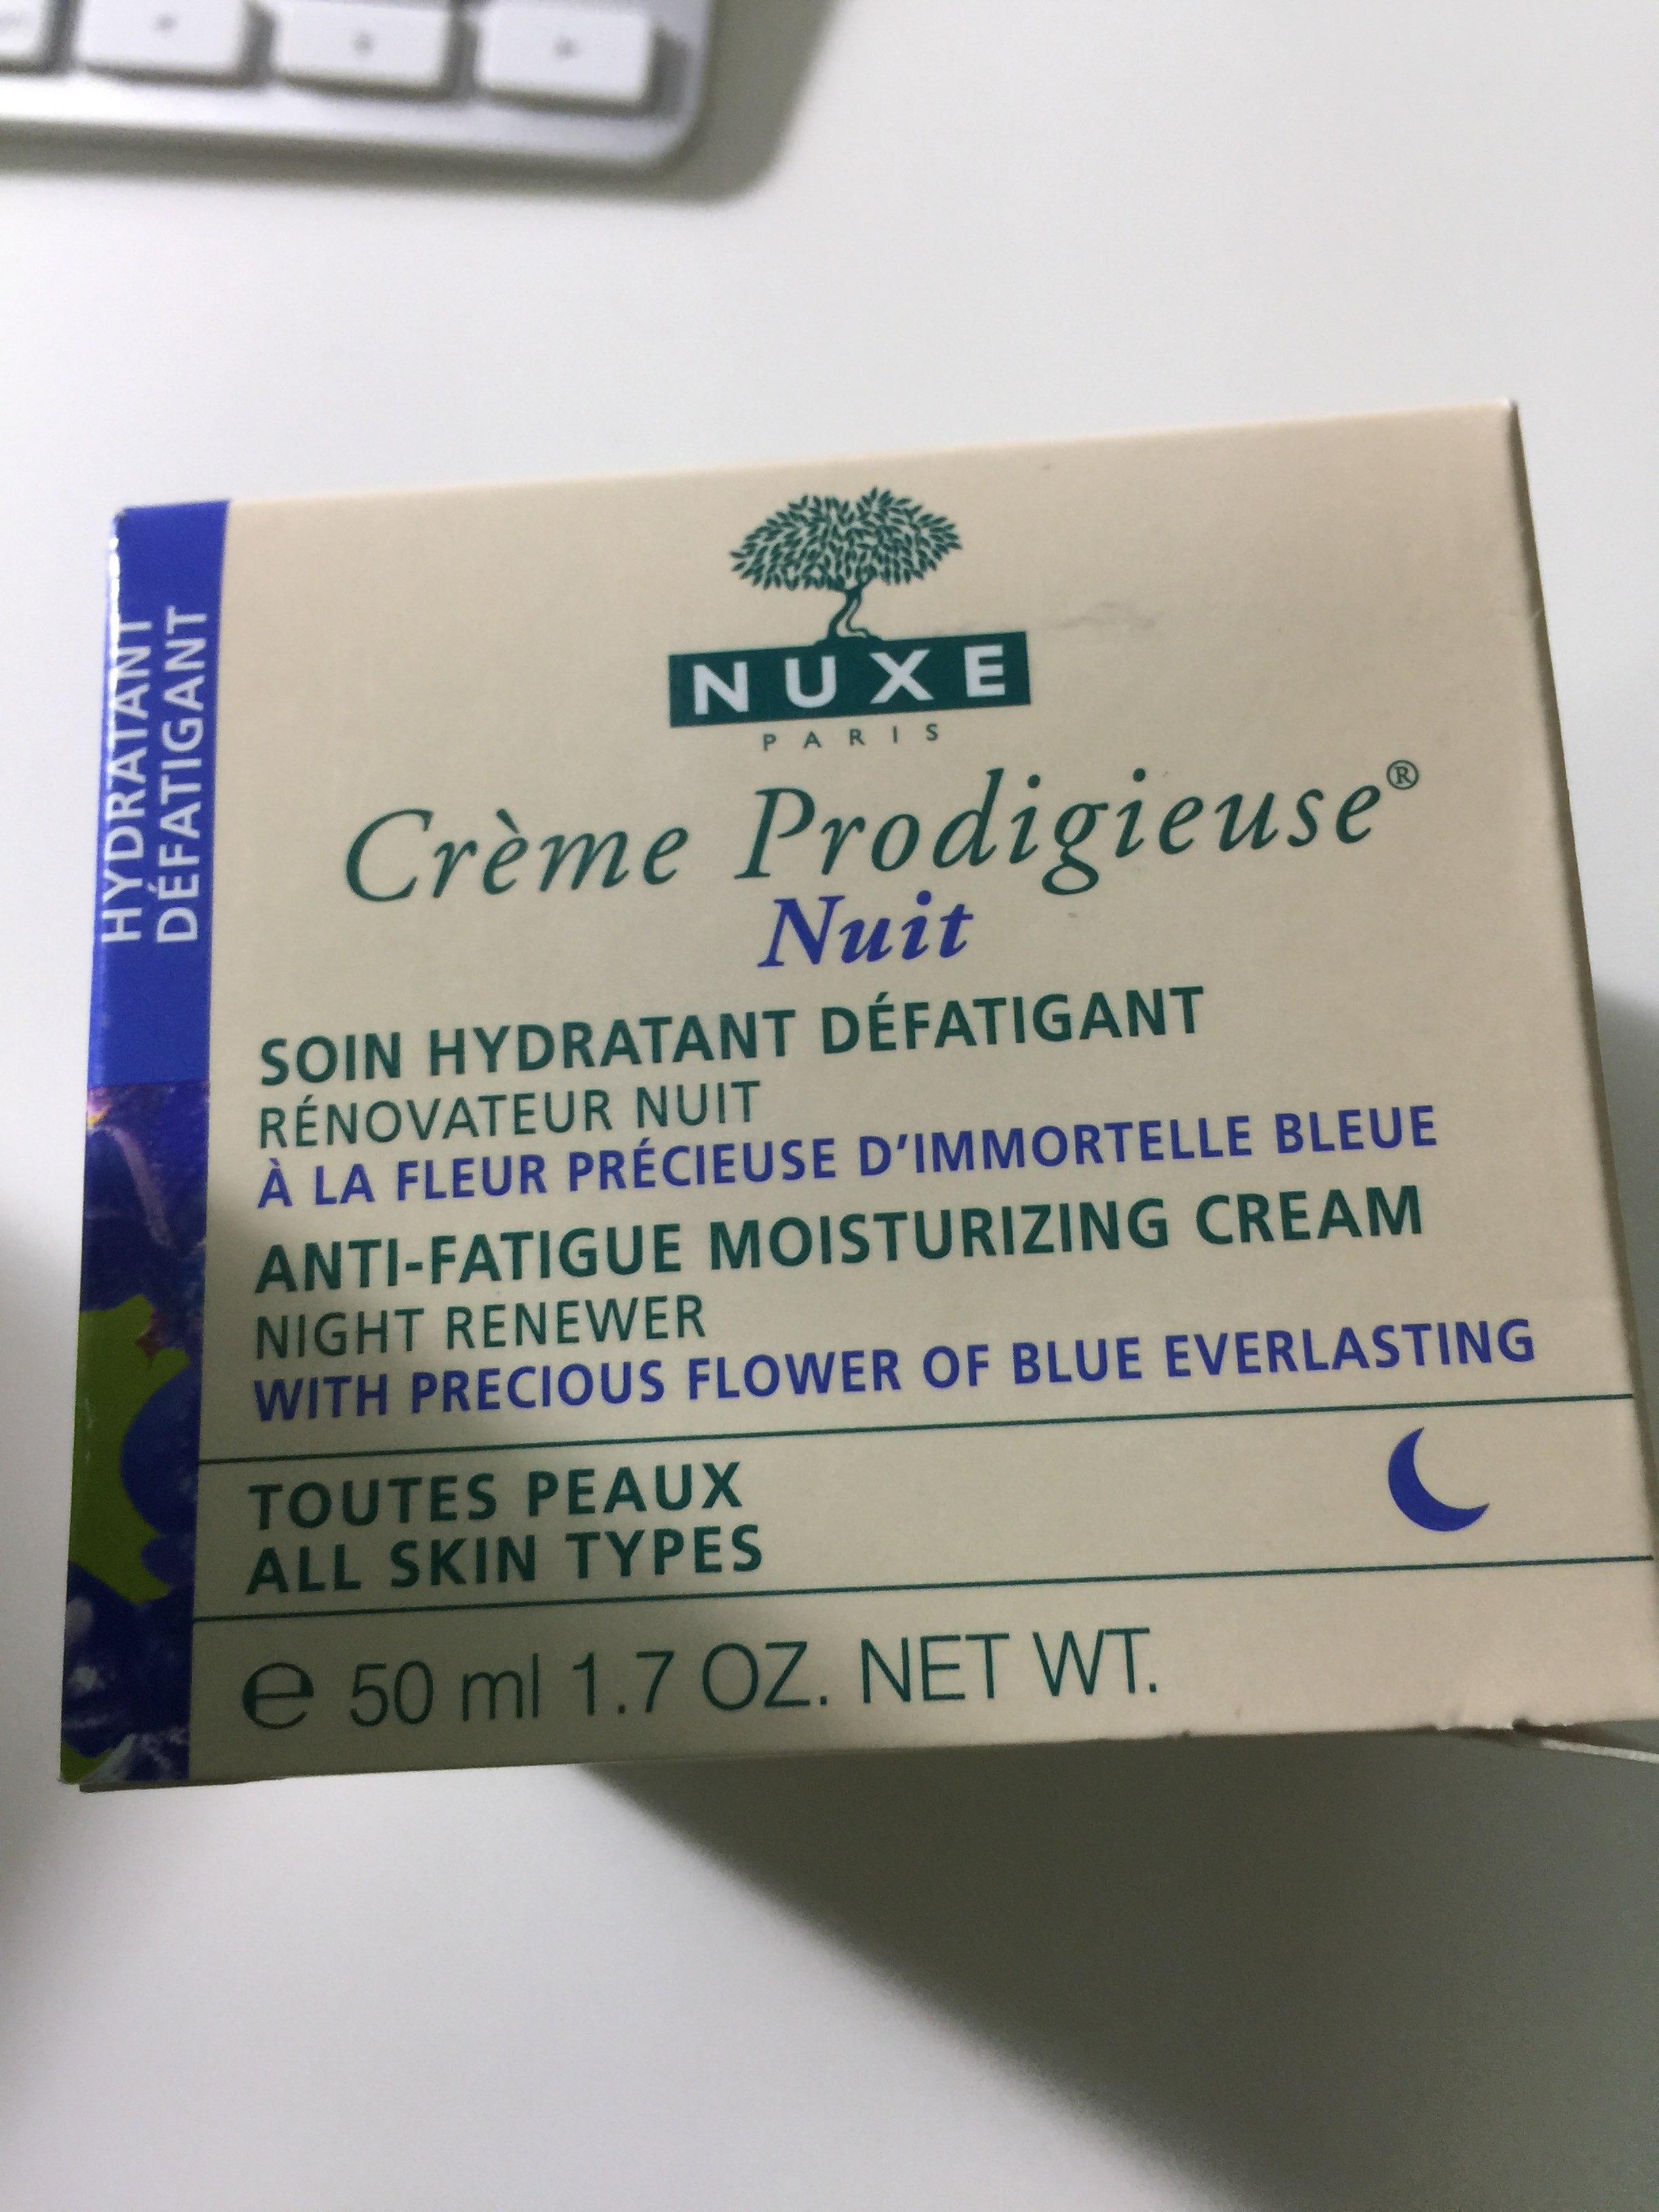 HYDRATANT
DÉFATIGANT
NUXE
PARIS
Crème Prodigieuse®
Nuit
SOIN HYDRATANT DÉFATIGANT
RÉNOVATEUR NUIT
À LA FLEUR PRÉCIEUSE D'IMMORTELLE BLEUE
ANTI-FATIGUE MOISTURIZING CREAM
NIGHT RENEWER
WITH PRECIOUS FLOWER OF BLUE EVERLASTING
TOUTES PEAUX
ALL SKIN TYPES
℮ 50 ml 1.7 OZ. NET WT.